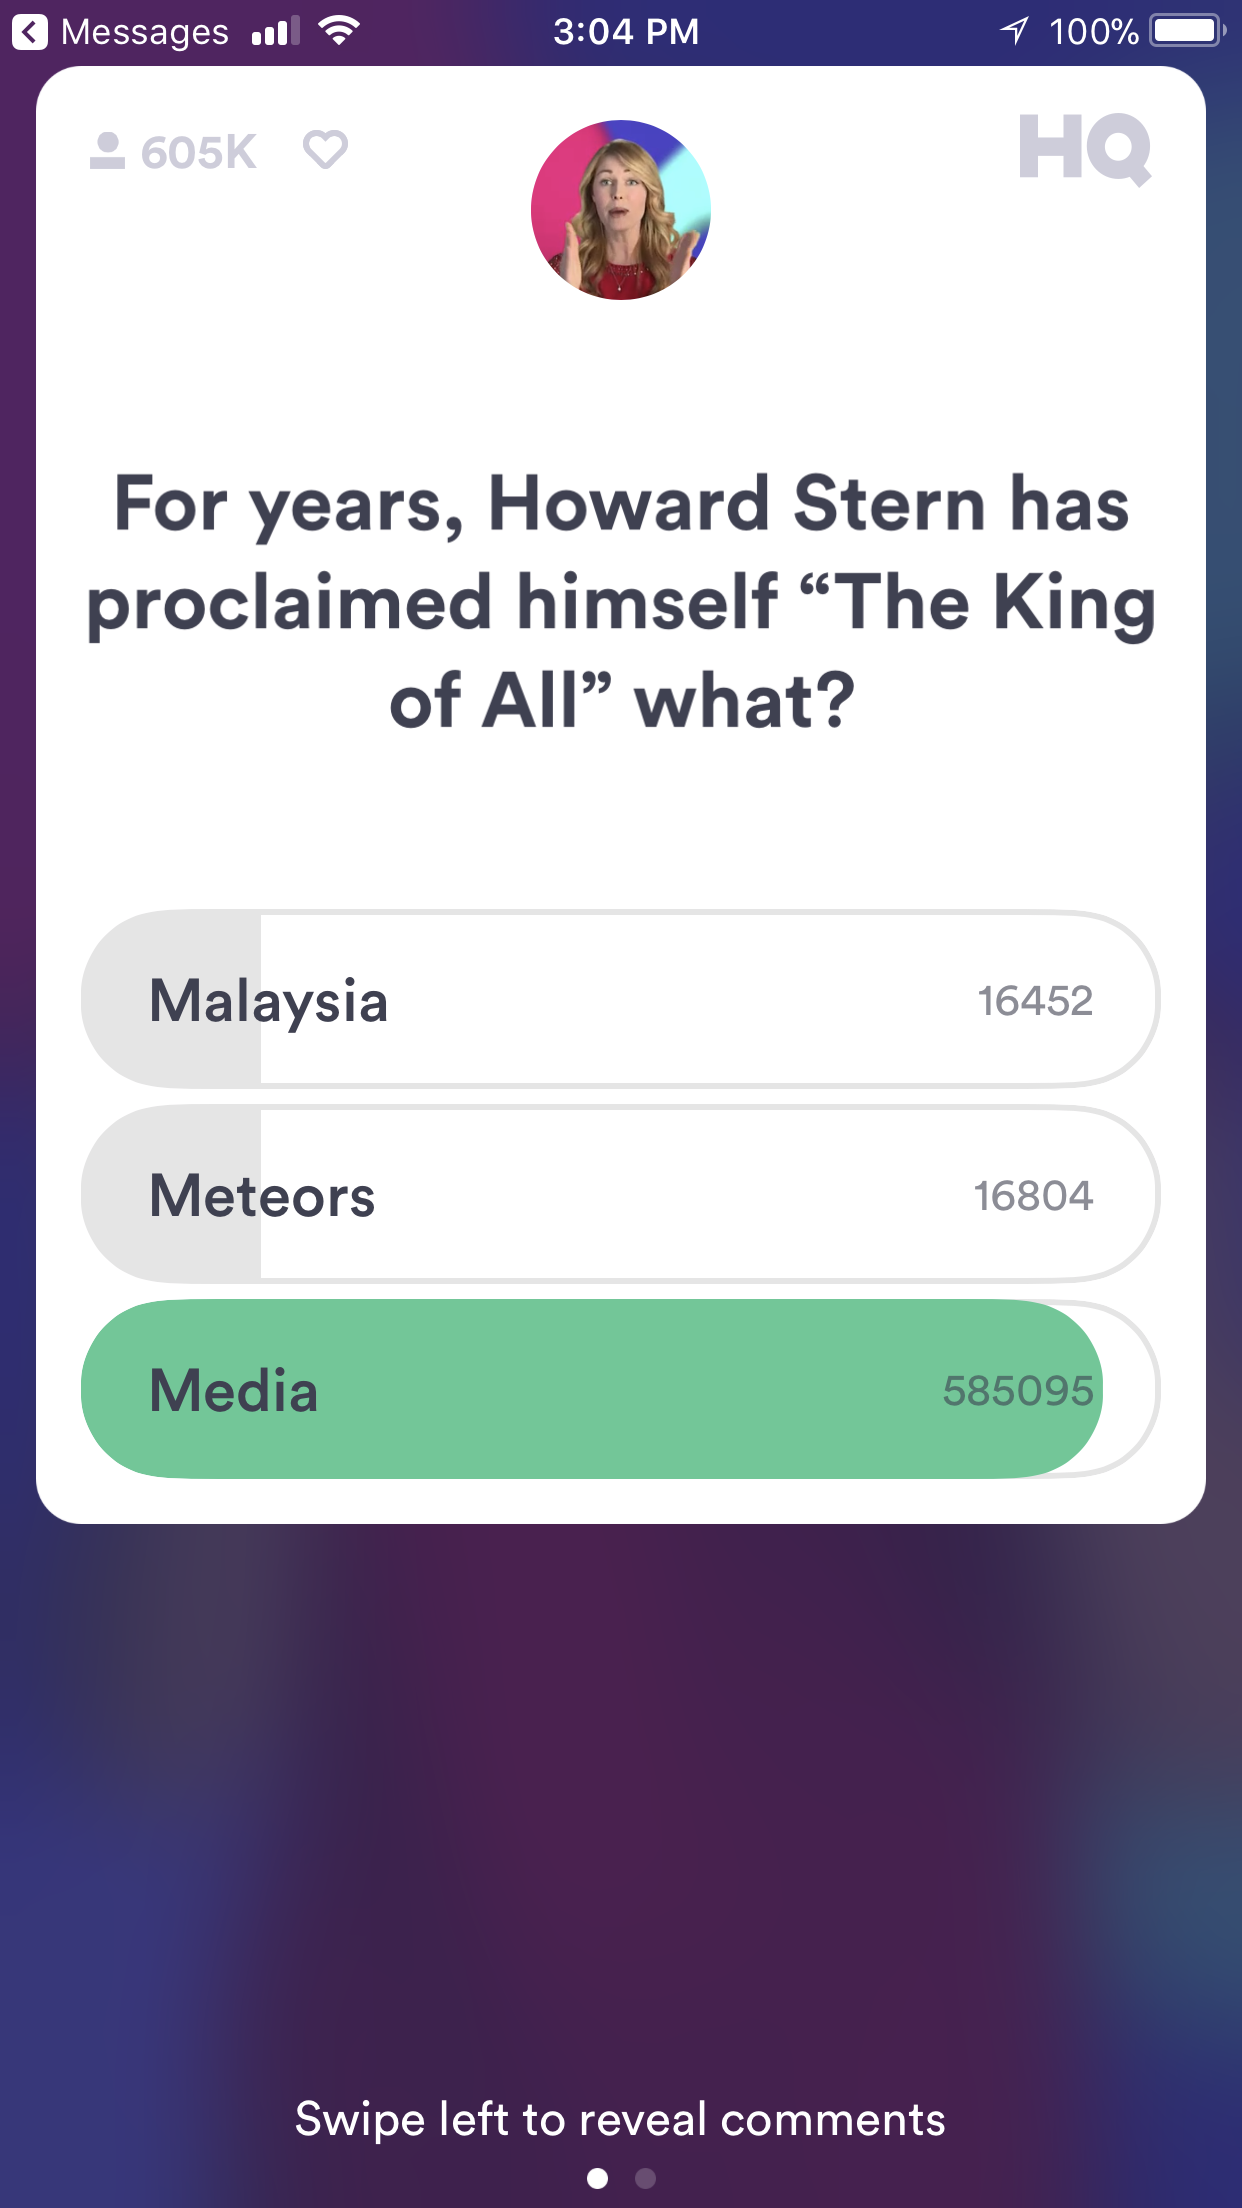 Messages 3:04 PM 100%
605K HQ
For years, Howard Stern has
proclaimed himself “The King
of All” what?
Malaysia 16452
Meteors 16804
Media 585095
Swipe left to reveal comments